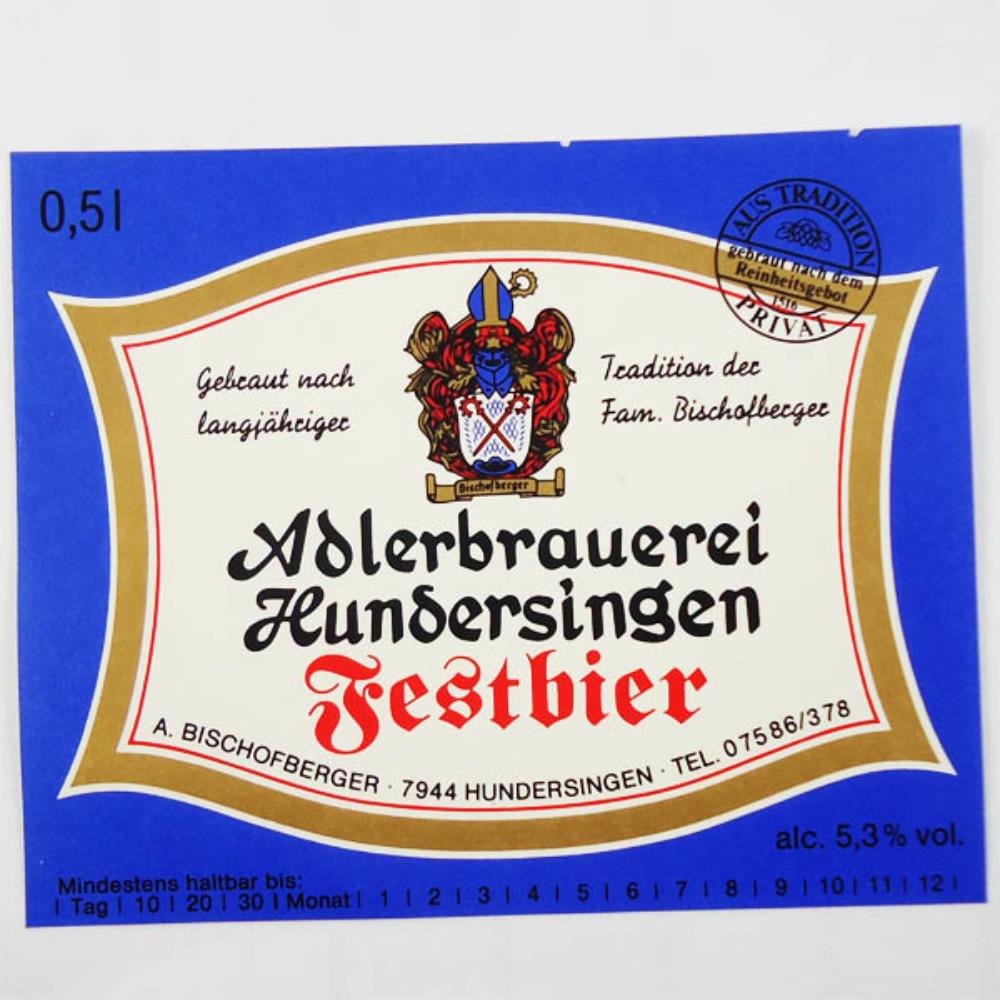 0,5 l
AUS TRADITION
gebraut nach dem
Reinheitsgebot
1516
PRIVAT
Gebraut nach
langjähriger
Tradition der
Fam. Bischofberger
Bischofberger
Adlerbrauerei
Hundersingen
Festbier
A. BISCHOFBERGER · 7944 HUNDERSINGEN · TEL. 07586/378
alc. 5,3% vol.
Mindestens haltbar bis:
| Tag | 10 | 20 | 30 | Monat | 1 | 2 | 3 | 4 | 5 | 6 | 7 | 8 | 9 | 10 | 11 | 12 |